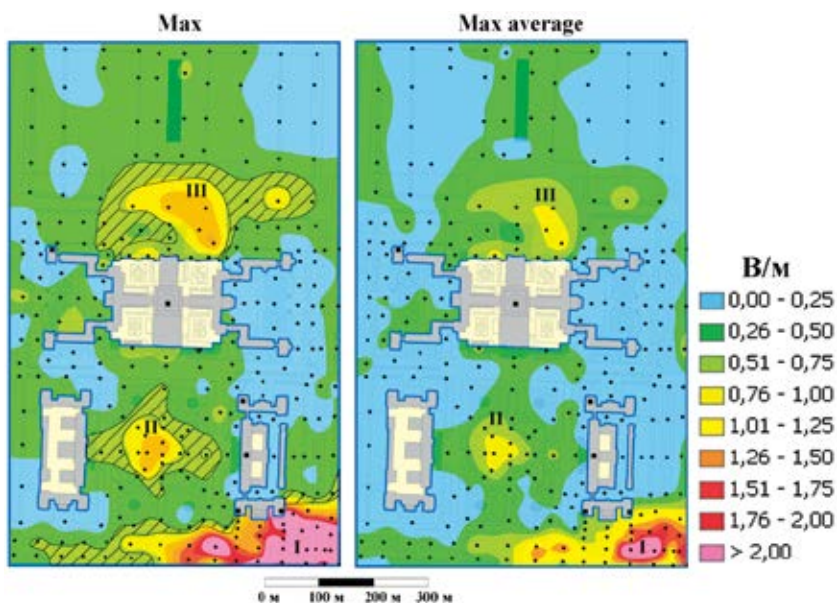 Max
Max average
III
III
II
II
I
I
В/м
0,00 - 0,25
0,26 - 0,50
0,51 - 0,75
0,76 - 1,00
1,01 - 1,25
1,26 - 1,50
1,51 - 1,75
1,76 - 2,00
> 2,00
0 м 100 м 200 м 300 м